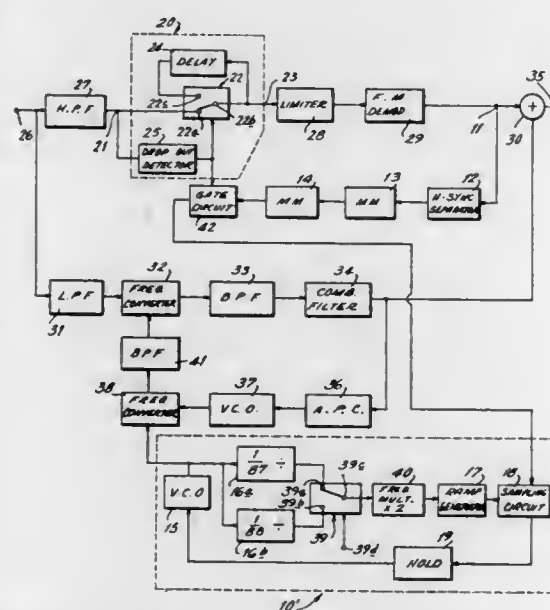 20
24
DELAY
27
22
23
35
H.P.F
22c
LIMITER
F.M DEMOD
11
26
21
22a
22b
28
29
30
25
DROP OUT
DETECTOR
14
13
12
GATE
CIRCUIT
MM
MM
H-SYNC
SEPARATOR
42
32
33
34
L.P.F
FREQ.
CONVERTER
B.P.F
COMB.
FILTER
31
B.P.F
41
38
37
36
FREQ.
CONVERTER
V.C.O.
A.P.C.
1/87 ÷
39a
39c
40
17
18
V.C.O
16a
39b
FREQ.
MULT.
x 2
RAMP
GENERATOR
SAMPLING
CIRCUIT
15
1/88 ÷
39
39d
19
16b
HOLD
10'